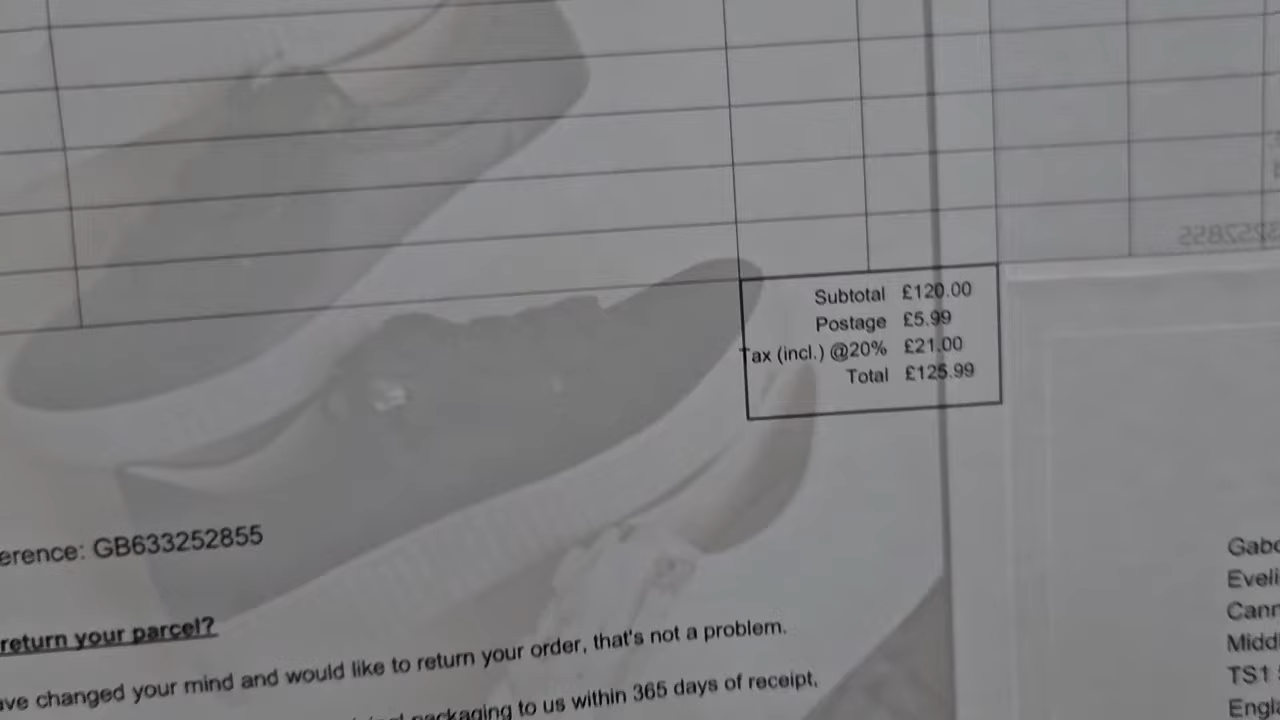 Subtotal £120.00
Postage £5.99
Tax (incl.) @20% £21.00
Total £125.99
erence: GB633252855
return your parcel?
ave changed your mind and would like to return your order, that's not a problem.
packaging to us within 365 days of receipt,
Gabo
Eveli
Cann
Midd
TS1
Engla